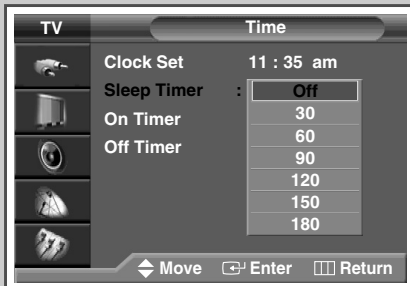 TV Time
Clock Set 11 : 35 am
Sleep Timer : Off
On Timer 30
60
Off Timer 90
120
150
180
Move Enter Return